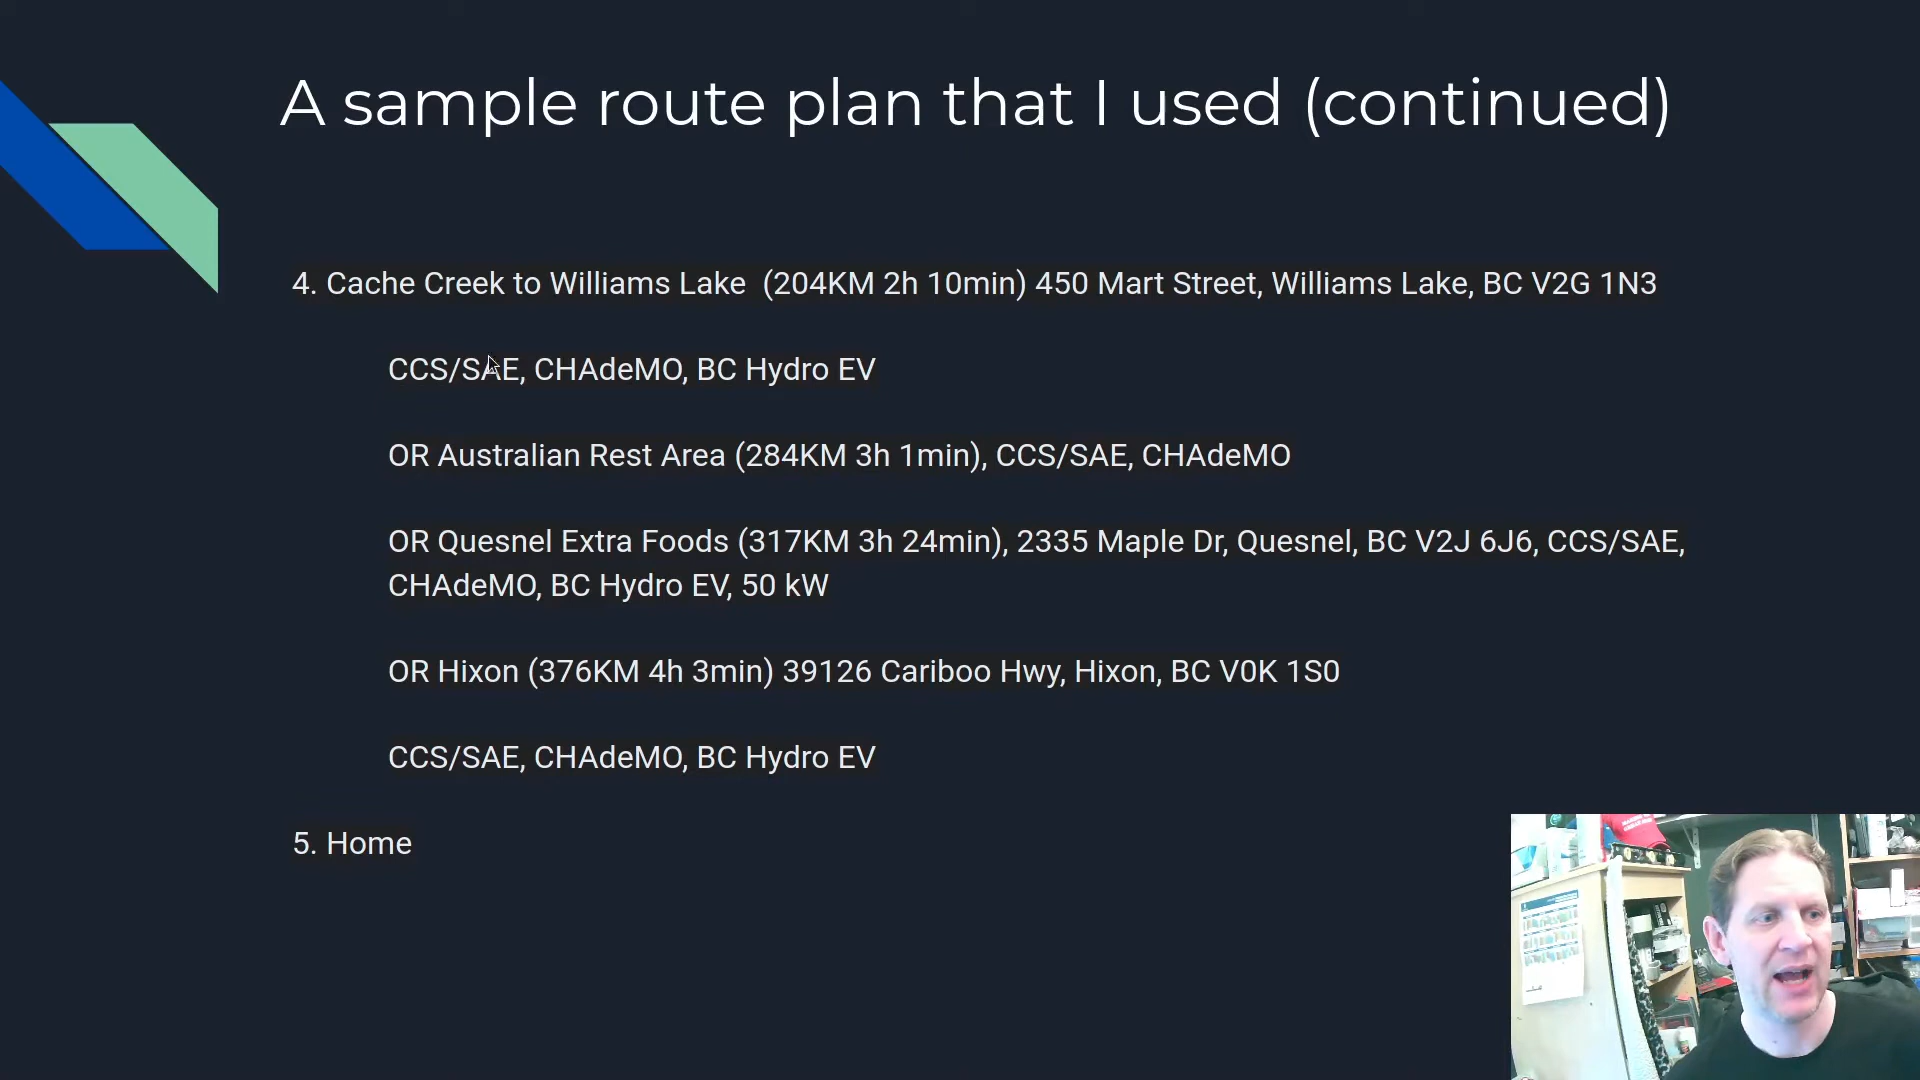 A sample route plan that I used (continued)
4. Cache Creek to Williams Lake (204KM 2h 10min) 450 Mart Street, Williams Lake, BC V2G 1N3
CCS/SAE, CHAdeMO, BC Hydro EV
OR Australian Rest Area (284KM 3h 1min), CCS/SAE, CHAdeMO
OR Quesnel Extra Foods (317KM 3h 24min), 2335 Maple Dr, Quesnel, BC V2J 6J6, CCS/SAE,
CHAdeMO, BC Hydro EV, 50 kW
OR Hixon (376KM 4h 3min) 39126 Cariboo Hwy, Hixon, BC V0K 1S0
CCS/SAE, CHAdeMO, BC Hydro EV
5. Home